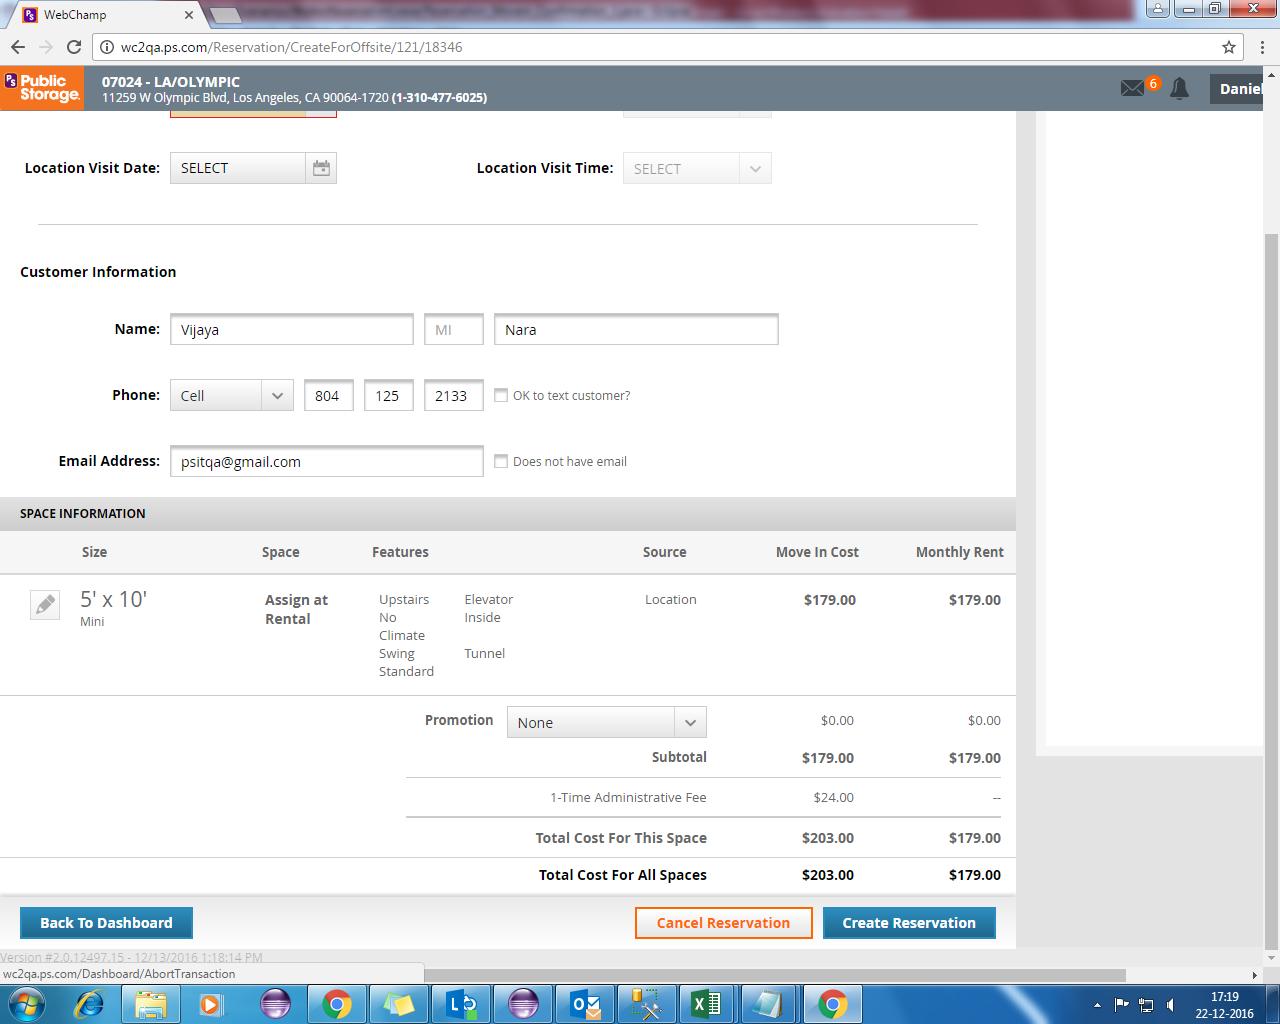 WebChamp
wc2qa.ps.com/Reservation/CreateForOffsite/121/18346
PS Public Storage.
07024 - LA/OLYMPIC
11259 W Olympic Blvd, Los Angeles, CA 90064-1720 (1-310-477-6025)
6
Daniel
Location Visit Date: SELECT Location Visit Time: SELECT
Customer Information
Name: Vijaya MI Nara
Phone: Cell 804 125 2133 OK to text customer?
Email Address: psitqa@gmail.com Does not have email
SPACE INFORMATION
Size Space Features Source Move In Cost Monthly Rent
5' x 10' Assign at Upstairs Elevator Location $179.00 $179.00
Mini Rental No Inside
Climate
Swing Tunnel
Standard
Promotion None $0.00 $0.00
Subtotal $179.00 $179.00
1-Time Administrative Fee $24.00 --
Total Cost For This Space $203.00 $179.00
Total Cost For All Spaces $203.00 $179.00
Back To Dashboard Cancel Reservation Create Reservation
Version #2.0.12497.15 - 12/13/2016 1:18:14 PM
wc2qa.ps.com/Dashboard/AbortTransaction
17:19
22-12-2016